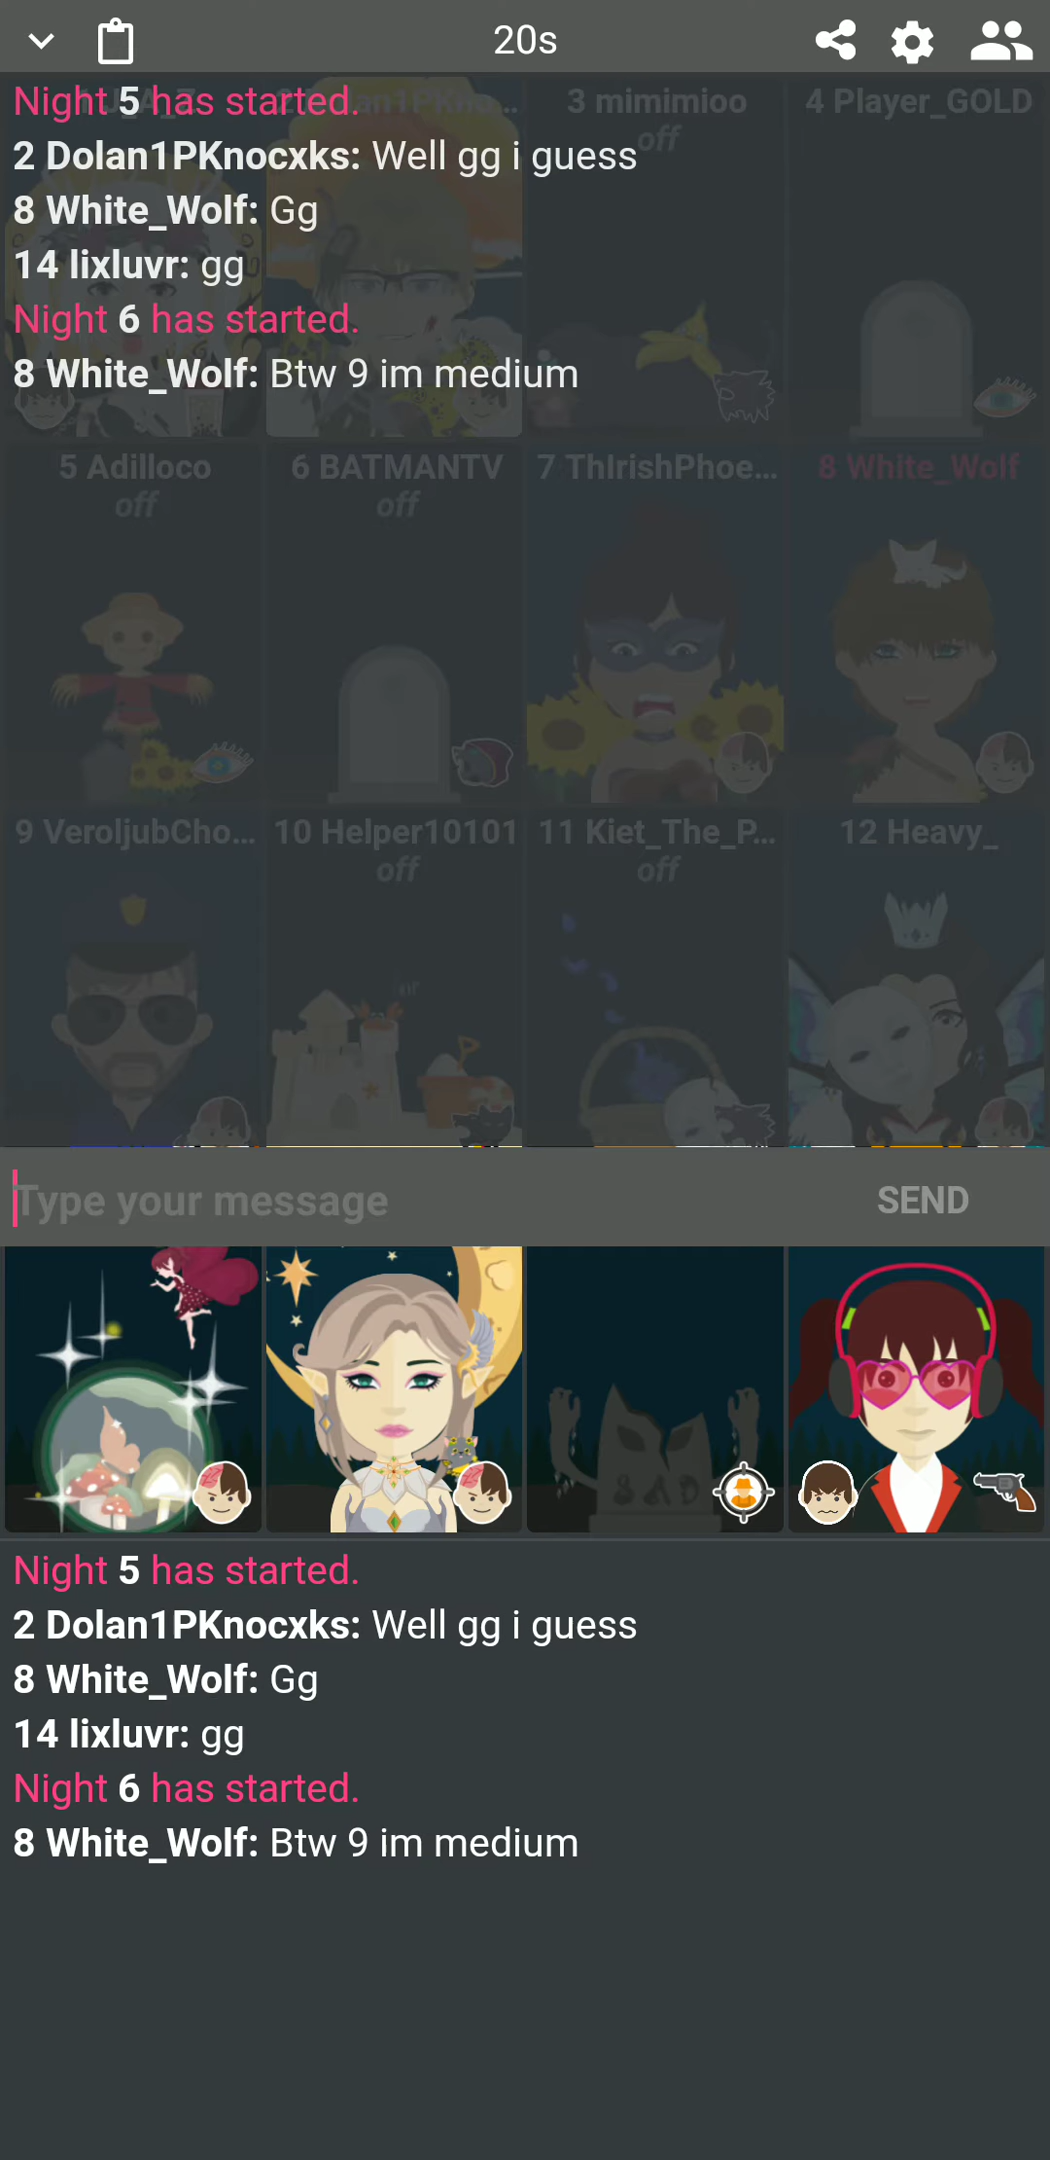 20s
Night 5 has started.
3 mimimioo
4 Player_GOLD
off
2 Dolan1PKnocxks: Well gg i guess
8 White_Wolf: Gg
14 lixluvr: gg
Night 6 has started.
8 White_Wolf: Btw 9 im medium
5 Adilloco
6 BATMANTV
7 ThIrishPhoe...
8 White_Wolf
off
off
9 VeroljubCho...
10 Helper10101
11 Kiet_The_P...
12 Heavy_
off
off
Type your message
SEND
SAD
Night 5 has started.
2 Dolan1PKnocxks: Well gg i guess
8 White_Wolf: Gg
14 lixluvr: gg
Night 6 has started.
8 White_Wolf: Btw 9 im medium